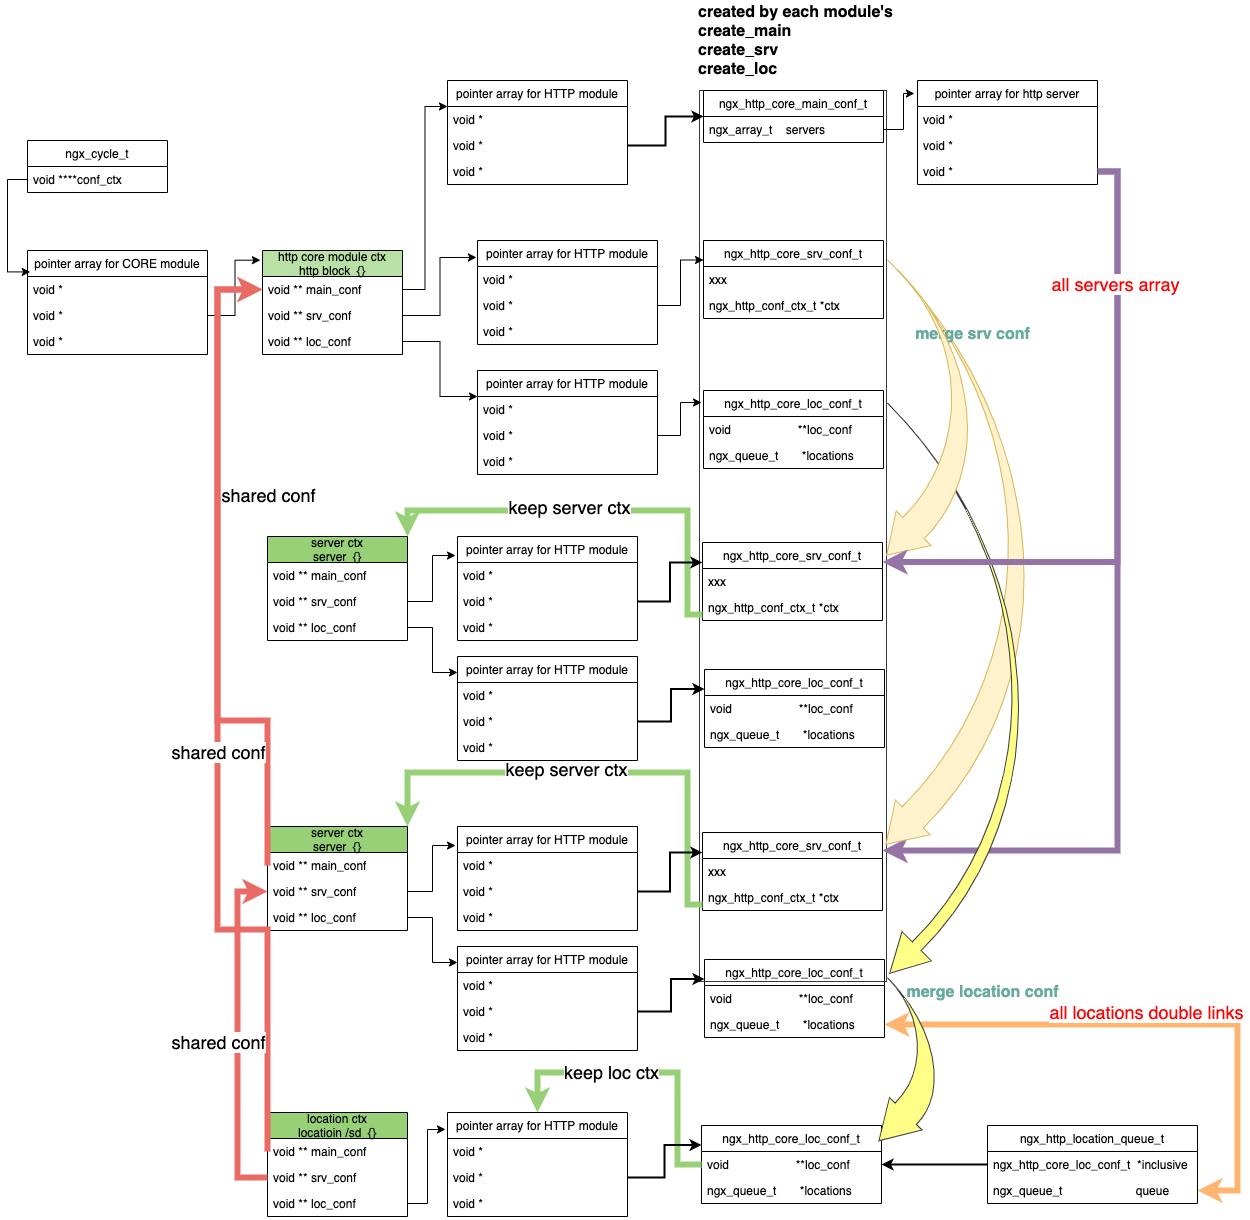 created by each module's
create_main
create_srv
create_loc
pointer array for HTTP module
void *
void *
void *
ngx_http_core_main_conf_t
ngx_array_t servers
pointer array for http server
void *
void *
void *
ngx_cycle_t
void ****conf_ctx
pointer array for CORE module
void *
void *
void *
http core module ctx
http block {}
void ** main_conf
void ** srv_conf
void ** loc_conf
pointer array for HTTP module
void *
void *
void *
ngx_http_core_srv_conf_t
xxx
ngx_http_conf_ctx_t *ctx
all servers array
merge srv conf
pointer array for HTTP module
void *
void *
void *
ngx_http_core_loc_conf_t
void **loc_conf
ngx_queue_t *locations
shared conf
keep server ctx
server ctx
server {}
void ** main_conf
void ** srv_conf
void ** loc_conf
pointer array for HTTP module
void *
void *
void *
ngx_http_core_srv_conf_t
xxx
ngx_http_conf_ctx_t *ctx
pointer array for HTTP module
void *
void *
void *
ngx_http_core_loc_conf_t
void **loc_conf
ngx_queue_t *locations
shared conf
keep server ctx
server ctx
server {}
void ** main_conf
void ** srv_conf
void ** loc_conf
pointer array for HTTP module
void *
void *
void *
ngx_http_core_srv_conf_t
xxx
ngx_http_conf_ctx_t *ctx
pointer array for HTTP module
void *
void *
void *
ngx_http_core_loc_conf_t
void **loc_conf
ngx_queue_t *locations
merge location conf
all locations double links
shared conf
keep loc ctx
location ctx
locatioin /sd {}
void ** main_conf
void ** srv_conf
void ** loc_conf
pointer array for HTTP module
void *
void *
void *
ngx_http_core_loc_conf_t
void **loc_conf
ngx_queue_t *locations
ngx_http_location_queue_t
ngx_http_core_loc_conf_t *inclusive
ngx_queue_t queue